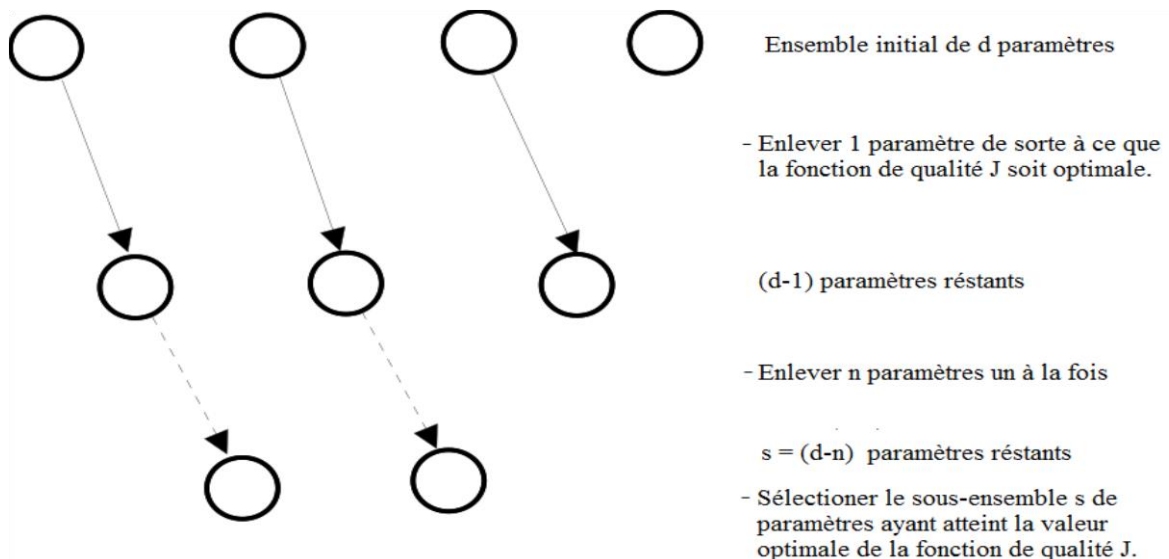 Ensemble initial de d paramètres
- Enlever 1 paramètre de sorte à ce que
la fonction de qualité J soit optimale.
(d-1) paramètres réstants
- Enlever n paramètres un à la fois
s = (d-n) paramètres réstants
- Sélectioner le sous-ensemble s de
paramètres ayant atteint la valeur
optimale de la fonction de qualité J.